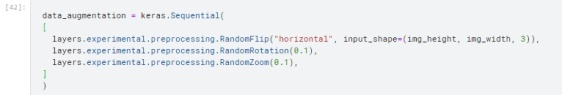 [42]:
data_augmentation = keras.Sequential(
[
layers.experimental.preprocessing.RandomFlip("horizontal", input_shape=(img_height, img_width, 3)),
layers.experimental.preprocessing.RandomRotation(0.1),
layers.experimental.preprocessing.RandomZoom(0.1),
]
)